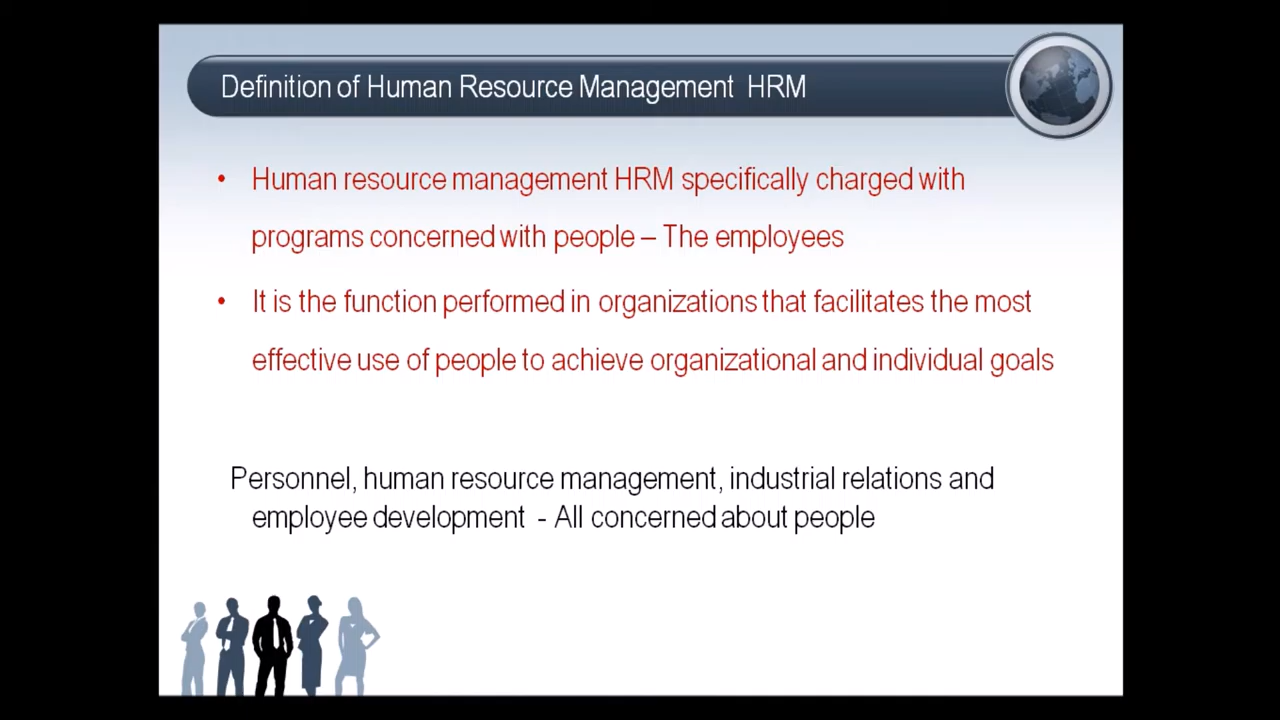 Definition of Human Resource Management HRM
• Human resource management HRM specifically charged with
programs concerned with people – The employees
• It is the function performed in organizations that facilitates the most
effective use of people to achieve organizational and individual goals
Personnel, human resource management, industrial relations and
employee development - All concerned about people